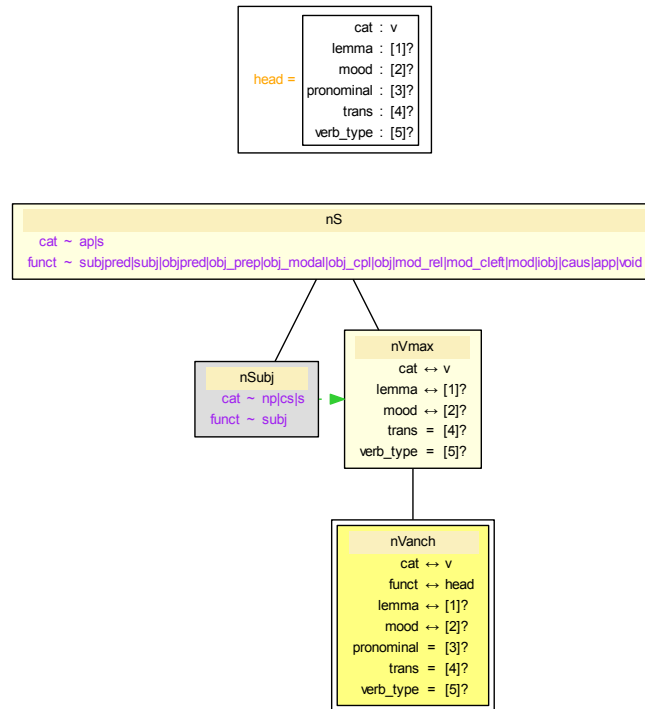 head =
cat : v
lemma : [1]?
mood : [2]?
pronominal : [3]?
trans : [4]?
verb_type : [5]?
nS
cat ~ ap|s
funct ~ subjpred|subj|objpred|obj_prep|obj_modal|obj_cpl|obj|mod_rel|mod_cleft|mod|iobj|caus|app|void
nSubj
cat ~ np|cs|s
funct ~ subj
nVmax
cat ↔ v
lemma ↔ [1]?
mood ↔ [2]?
trans = [4]?
verb_type = [5]?
nVanch
cat ↔ v
funct ↔ head
lemma ↔ [1]?
mood ↔ [2]?
pronominal = [3]?
trans = [4]?
verb_type = [5]?